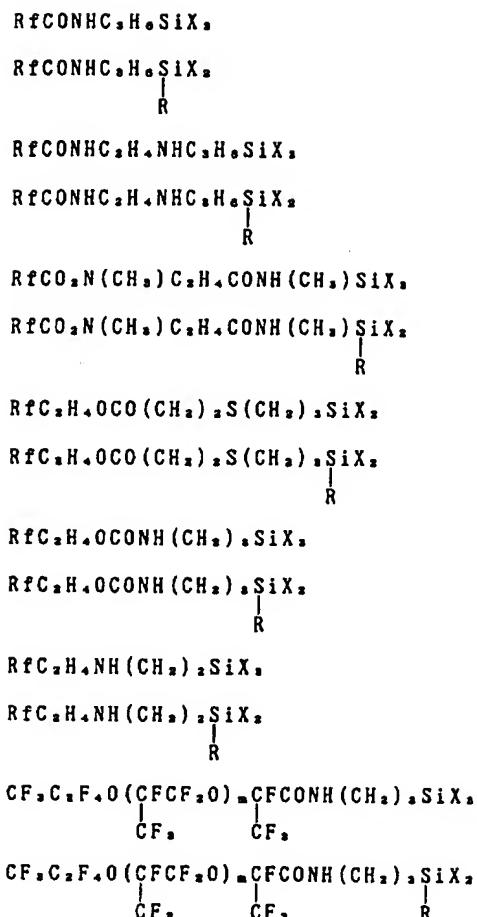 RfCONHC₃H₆SiX₃
RfCONHC₃H₆SiX₂
R
RfCONHC₂H₄NHC₃H₆SiX₃
RfCONHC₂H₄NHC₃H₆SiX₂
R
RfCO₂N(CH₃)C₂H₄CONH(CH₃)SiX₃
RfCO₂N(CH₃)C₂H₄CONH(CH₃)SiX₂
R
RfC₂H₄OCO(CH₂)₂S(CH₂)₃SiX₃
RfC₂H₄OCO(CH₂)₂S(CH₂)₃SiX₂
R
RfC₂H₄OCONH(CH₂)₃SiX₃
RfC₂H₄OCONH(CH₂)₃SiX₂
R
RfC₂H₄NH(CH₂)₂SiX₃
RfC₂H₄NH(CH₂)₂SiX₂
R
CF₃C₂F₄O(CFCF₂O)ₘCFCONH(CH₂)₃SiX₃
CF₃ CF₃
CF₃C₂F₄O(CFCF₂O)ₘCFCONH(CH₂)₃SiX₂
CF₃ CF₃ R